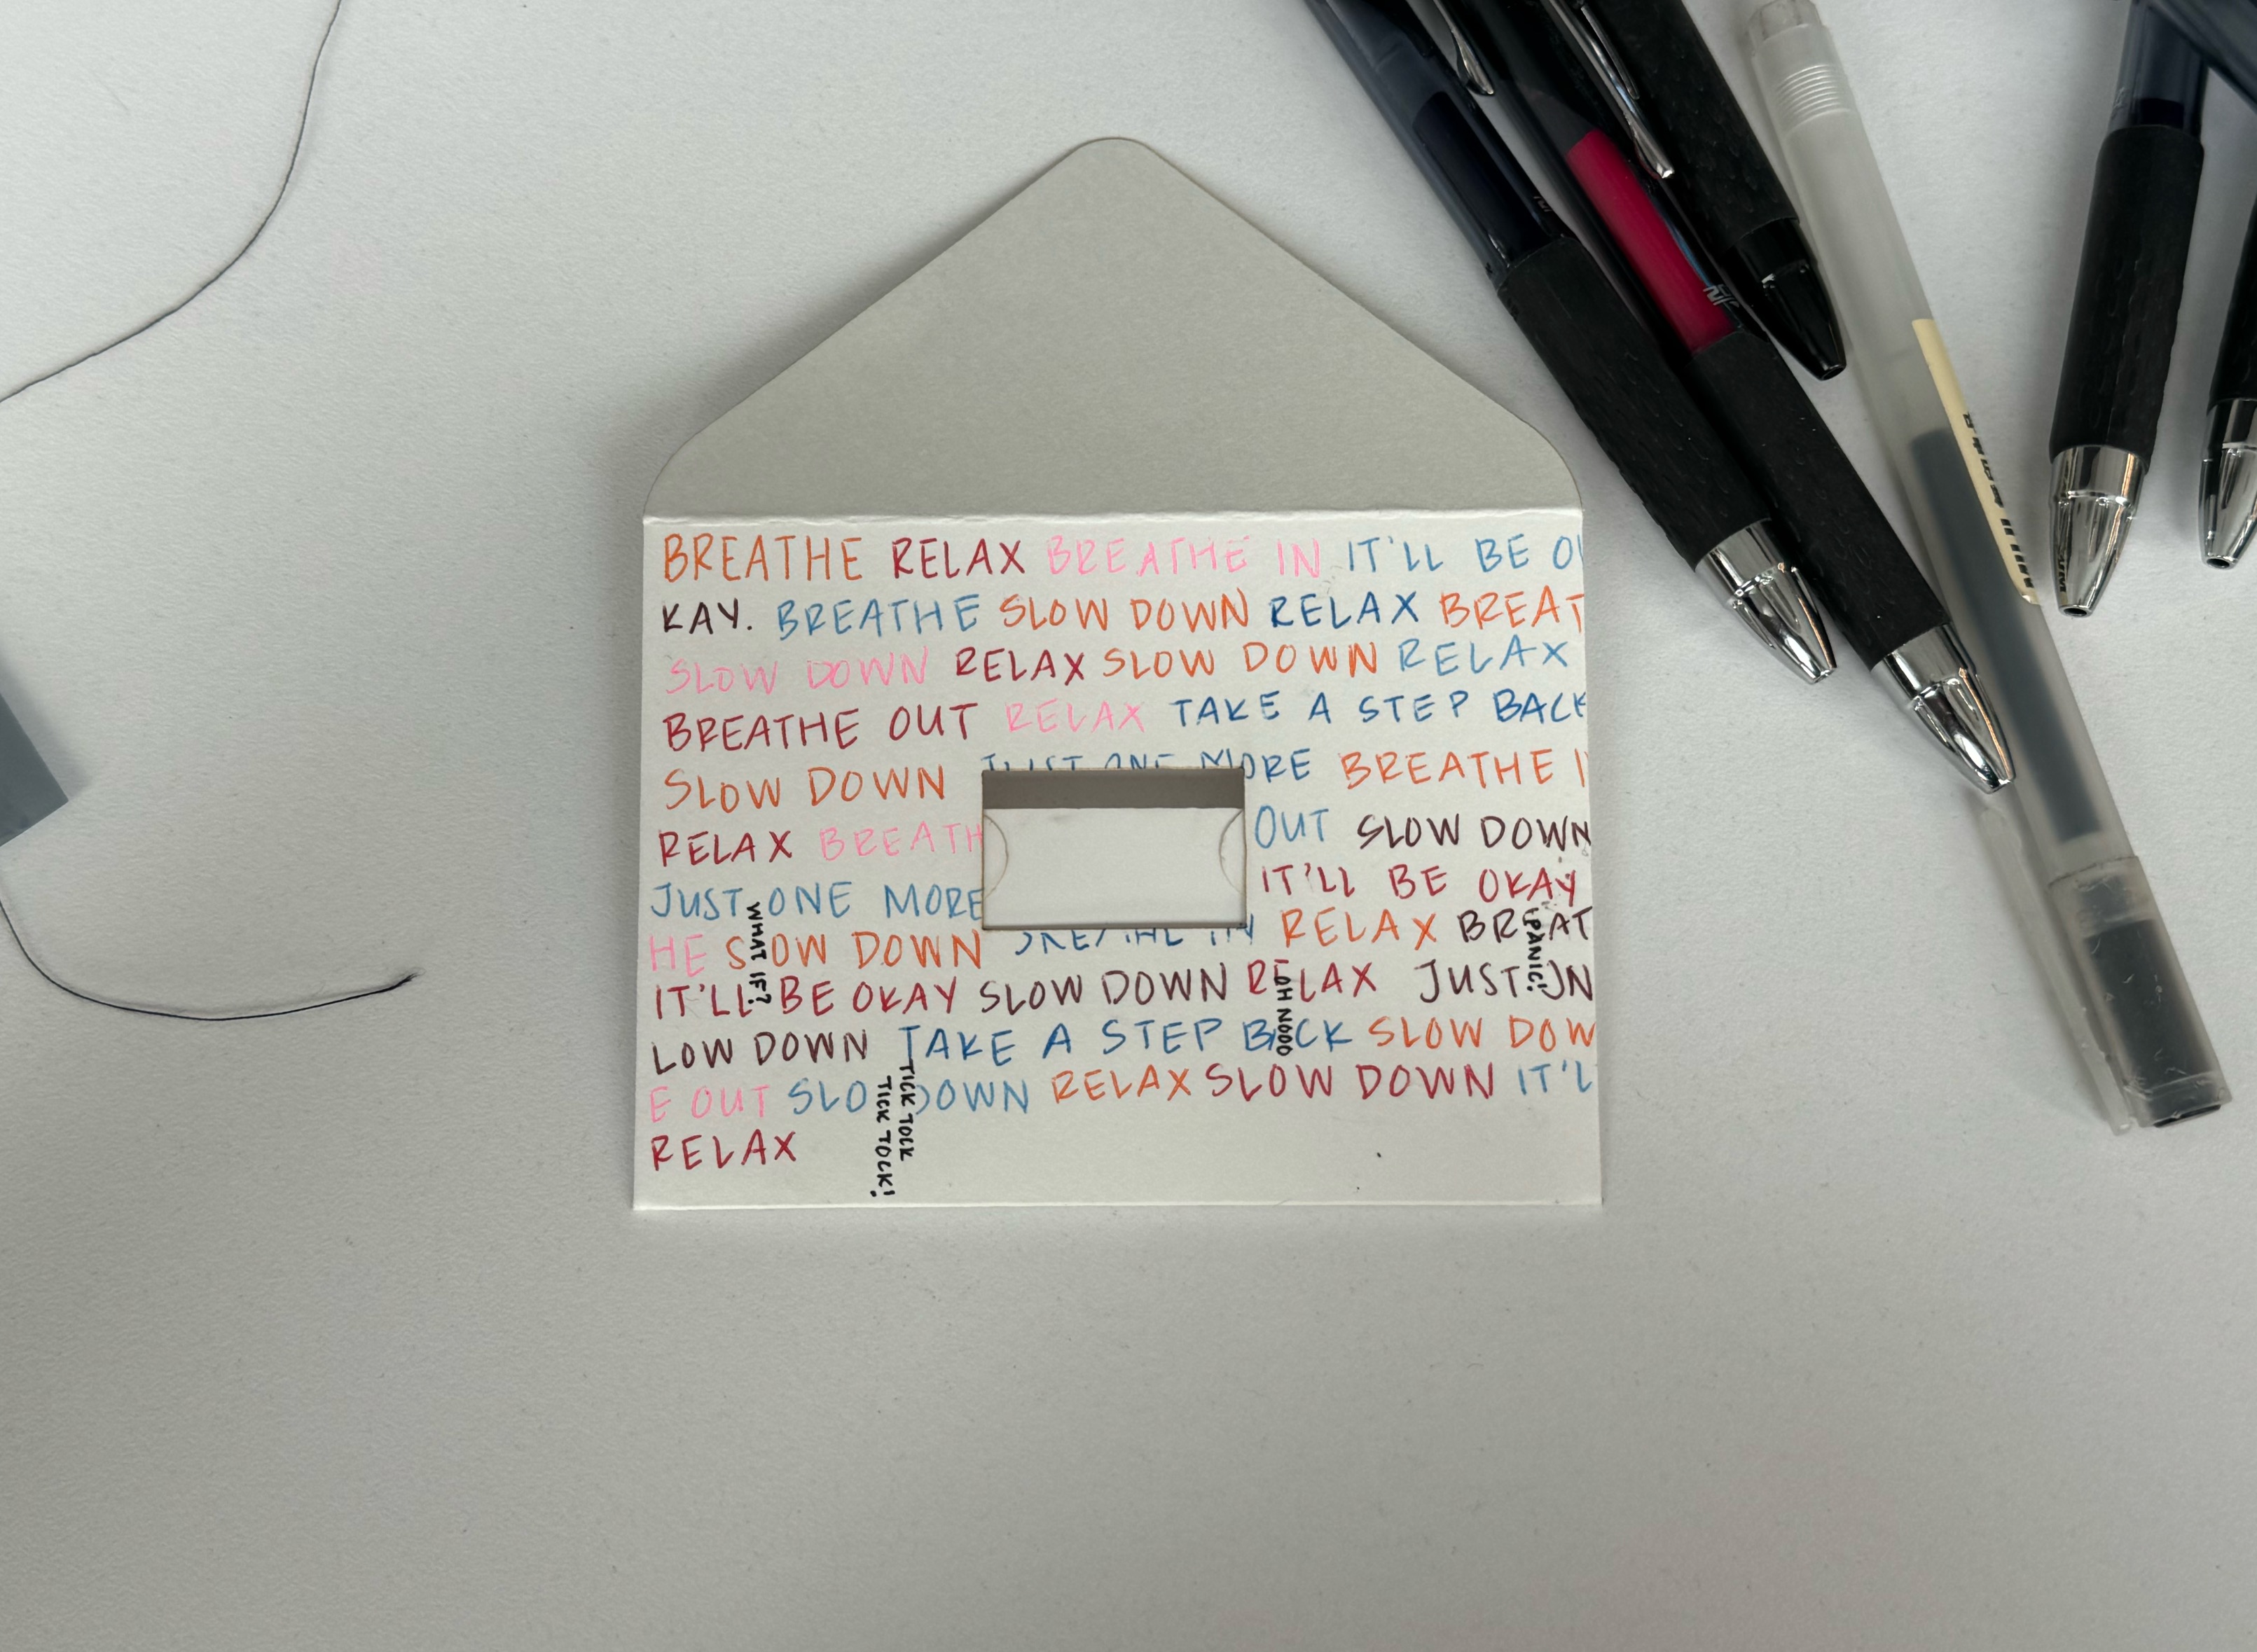 BREATHE RELAX BREATHE IN IT'LL BE O
KAY. BREATHE SLOW DOWN RELAX BREAT
SLOW DOWN RELAX SLOW DOWN RELAX
BREATHE OUT RELAX TAKE A STEP BACK
SLOW DOWN JUST ONE MORE BREATHE I
RELAX BREATH OUT SLOW DOWN
JUST ONE MORE IT'LL BE OKAY
HE SLOW DOWN BREATHE IN RELAX BREAT
IT'LL BE OKAY SLOW DOWN RELAX JUST ON
LOW DOWN TAKE A STEP BACK SLOW DOW
E OUT SLOW DOWN RELAX SLOW DOWN IT'L
RELAX
WHAT IF?
TICK TOCK
TICK TOCK!
OH NOOO
PANIC!